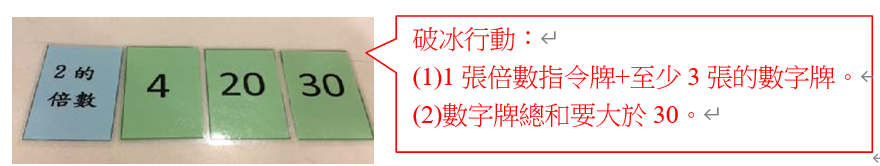 2的
倍數
4
20
30
破冰行動：
(1)1 張倍數指令牌+至少 3 張的數字牌。
(2)數字牌總和要大於 30。